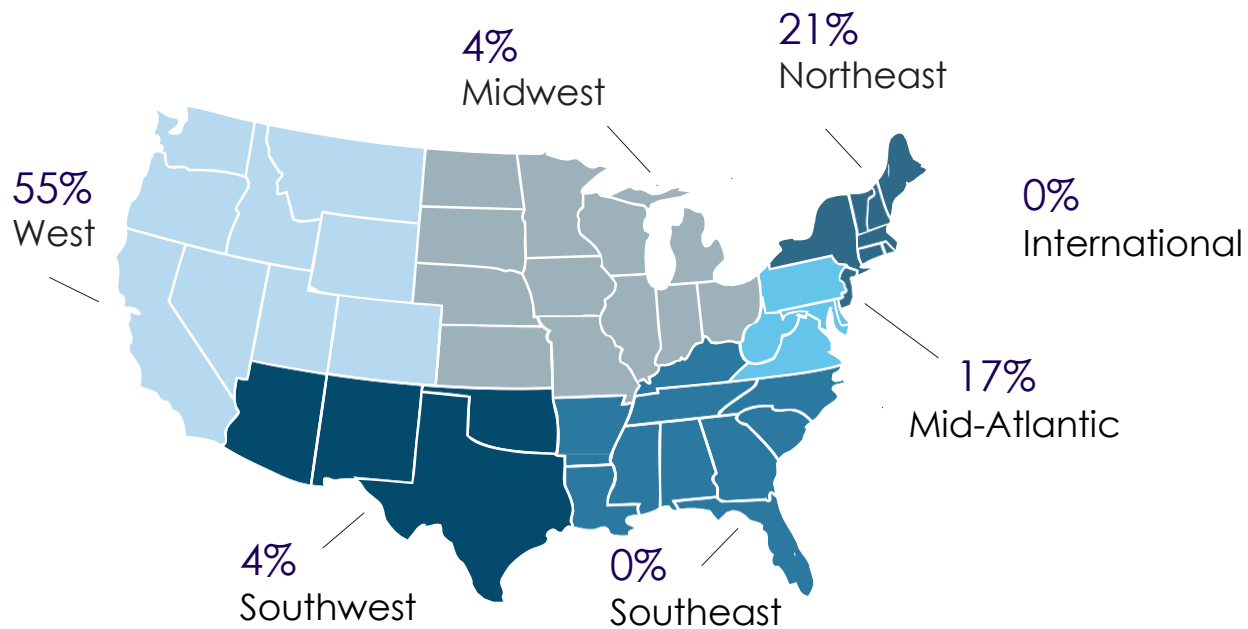 4%
Midwest
21%
Northeast
55%
West
0%
International
17%
Mid-Atlantic
4%
Southwest
0%
Southeast